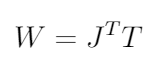 W = J^T T